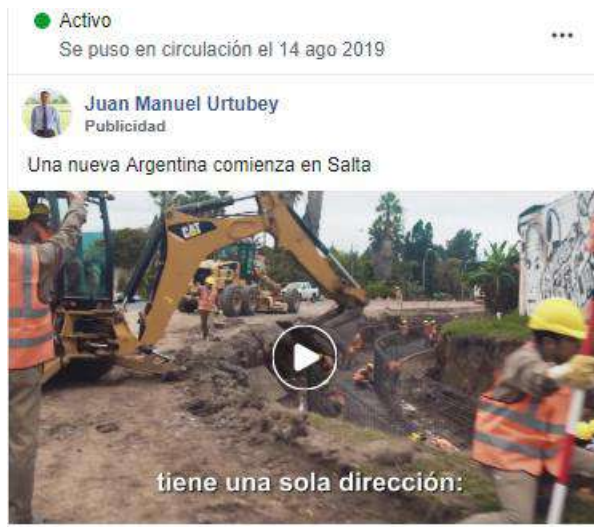 Activo
Se puso en circulación el 14 ago 2019
Juan Manuel Urtubey
Publicidad
Una nueva Argentina comienza en Salta
CAT
tiene una sola dirección: